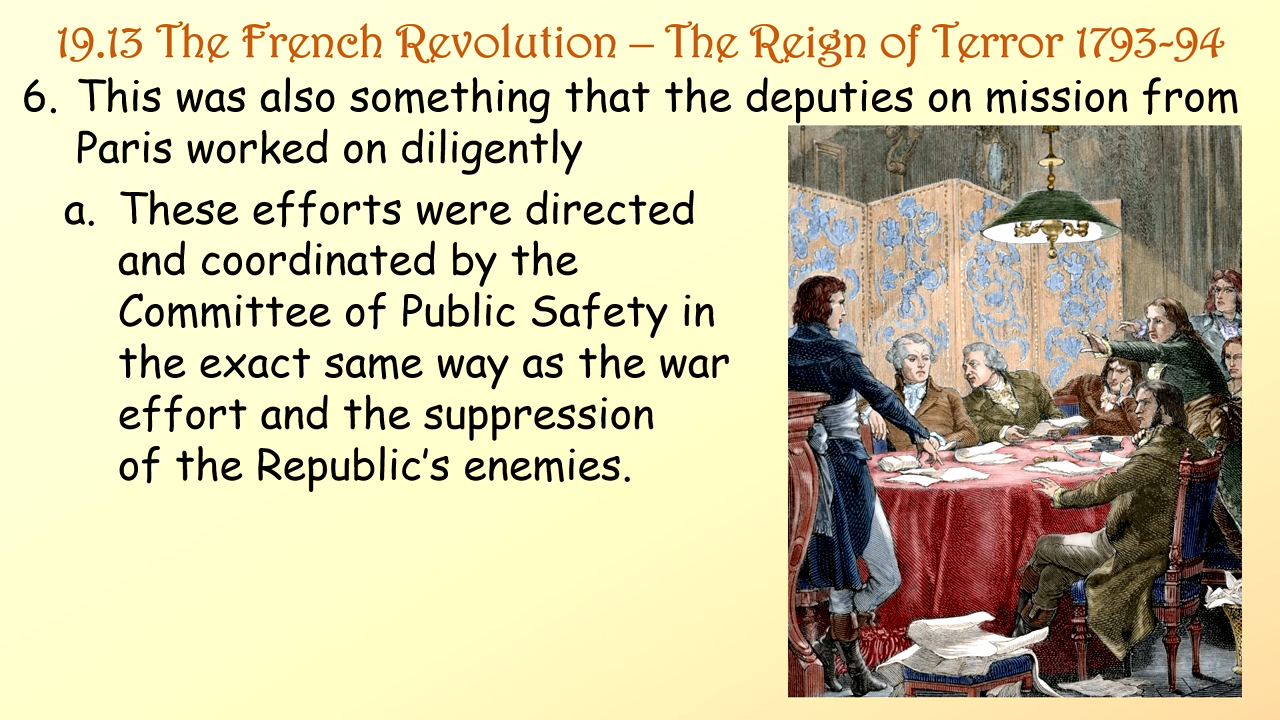 19.13 The French Revolution – The Reign of Terror 1793-94
6. This was also something that the deputies on mission from
Paris worked on diligently
a. These efforts were directed
and coordinated by the
Committee of Public Safety in
the exact same way as the war
effort and the suppression
of the Republic’s enemies.